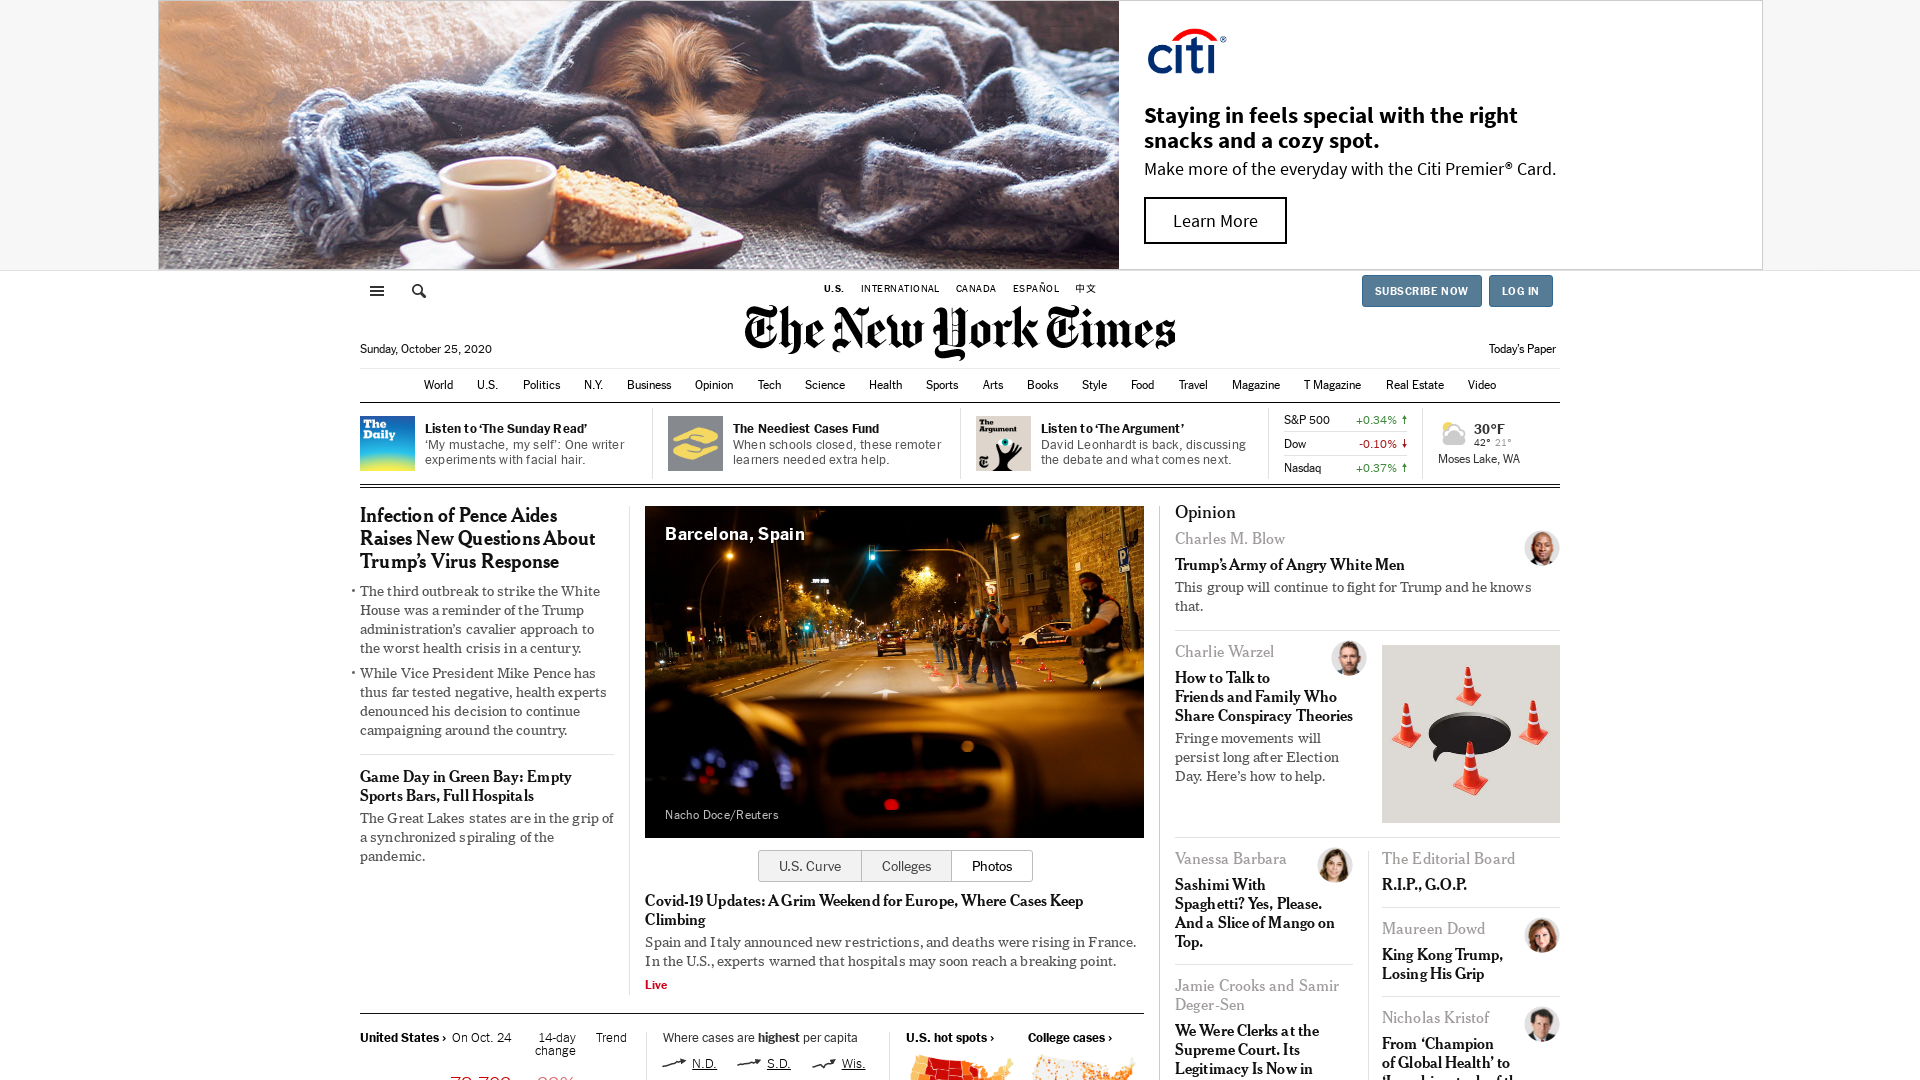 citi®
Staying in feels special with the right
snacks and a cozy spot.
Make more of the everyday with the Citi Premier® Card.
Learn More
U.S. INTERNATIONAL CANADA ESPAÑOL 中文
SUBSCRIBE NOW LOG IN
The New York Times
Sunday, October 25, 2020
Today's Paper
World U.S. Politics N.Y. Business Opinion Tech Science Health Sports Arts Books Style Food Travel Magazine T Magazine Real Estate Video
The
Daily
Listen to ‘The Sunday Read’
‘My mustache, my self’: One writer
experiments with facial hair.
The Neediest Cases Fund
When schools closed, these remoter
learners needed extra help.
The
Argument
Listen to ‘The Argument’
David Leonhardt is back, discussing
the debate and what comes next.
S&P 500 +0.34%
Dow -0.10%
Nasdaq +0.37%
30°F
42° 21°
Moses Lake, WA
Infection of Pence Aides
Raises New Questions About
Trump’s Virus Response
• The third outbreak to strike the White
House was a reminder of the Trump
administration’s cavalier approach to
the worst health crisis in a century.
• While Vice President Mike Pence has
thus far tested negative, health experts
denounced his decision to continue
campaigning around the country.
Game Day in Green Bay: Empty
Sports Bars, Full Hospitals
The Great Lakes states are in the grip of
a synchronized spiraling of the
pandemic.
Barcelona, Spain
Nacho Doce/Reuters
U.S. Curve Colleges Photos
Covid-19 Updates: A Grim Weekend for Europe, Where Cases Keep
Climbing
Spain and Italy announced new restrictions, and deaths were rising in France.
In the U.S., experts warned that hospitals may soon reach a breaking point.
Live
Opinion
Charles M. Blow
Trump’s Army of Angry White Men
This group will continue to fight for Trump and he knows
that.
Charlie Warzel
How to Talk to
Friends and Family Who
Share Conspiracy Theories
Fringe movements will
persist long after Election
Day. Here’s how to help.
Vanessa Barbara
Sashimi With
Spaghetti? Yes, Please.
And a Slice of Mango on
Top.
Jamie Crooks and Samir
Deger-Sen
We Were Clerks at the
Supreme Court. Its
Legitimacy Is Now in
The Editorial Board
R.I.P., G.O.P.
Maureen Dowd
King Kong Trump,
Losing His Grip
Nicholas Kristof
From ‘Champion
of Global Health’ to
United States › On Oct. 24 14-day
change
Trend
Where cases are highest per capita
N.D. S.D. Wis.
U.S. hot spots › College cases ›